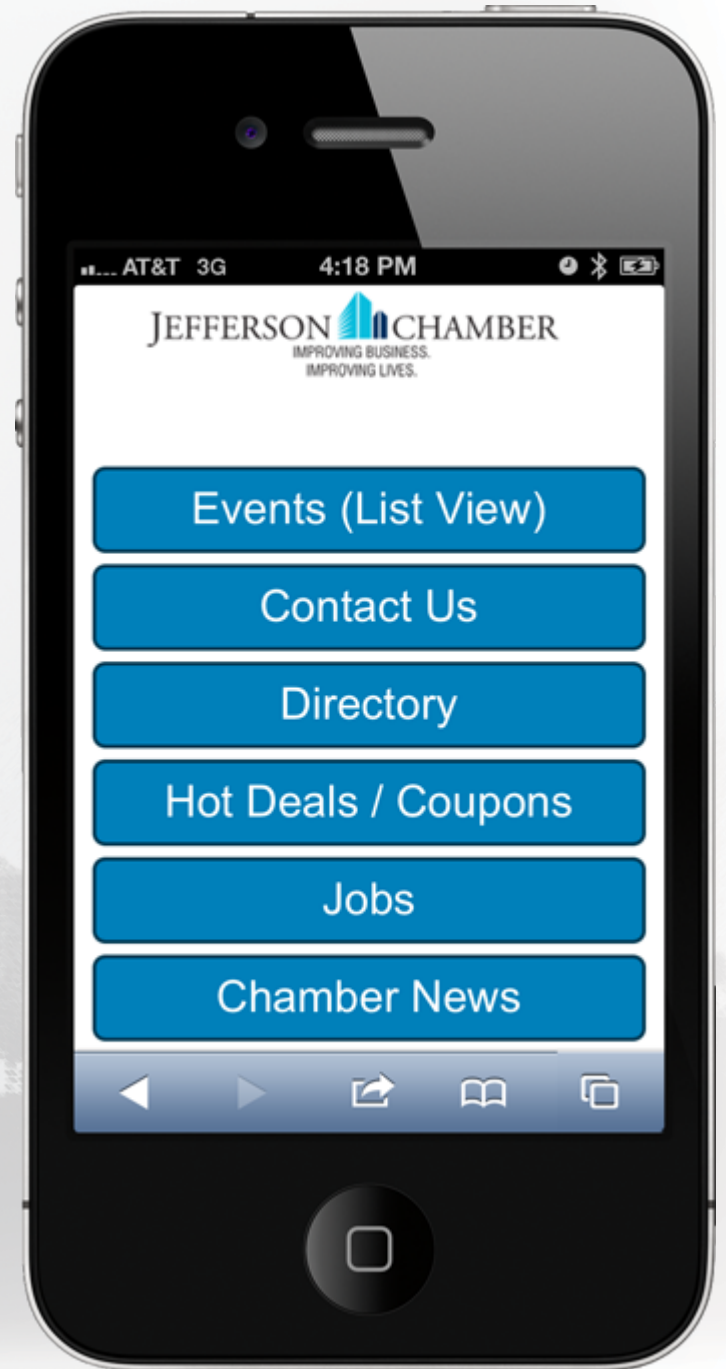 AT&T 3G 4:18 PM
JEFFERSON CHAMBER
IMPROVING BUSINESS.
IMPROVING LIVES.
Events (List View)
Contact Us
Directory
Hot Deals / Coupons
Jobs
Chamber News